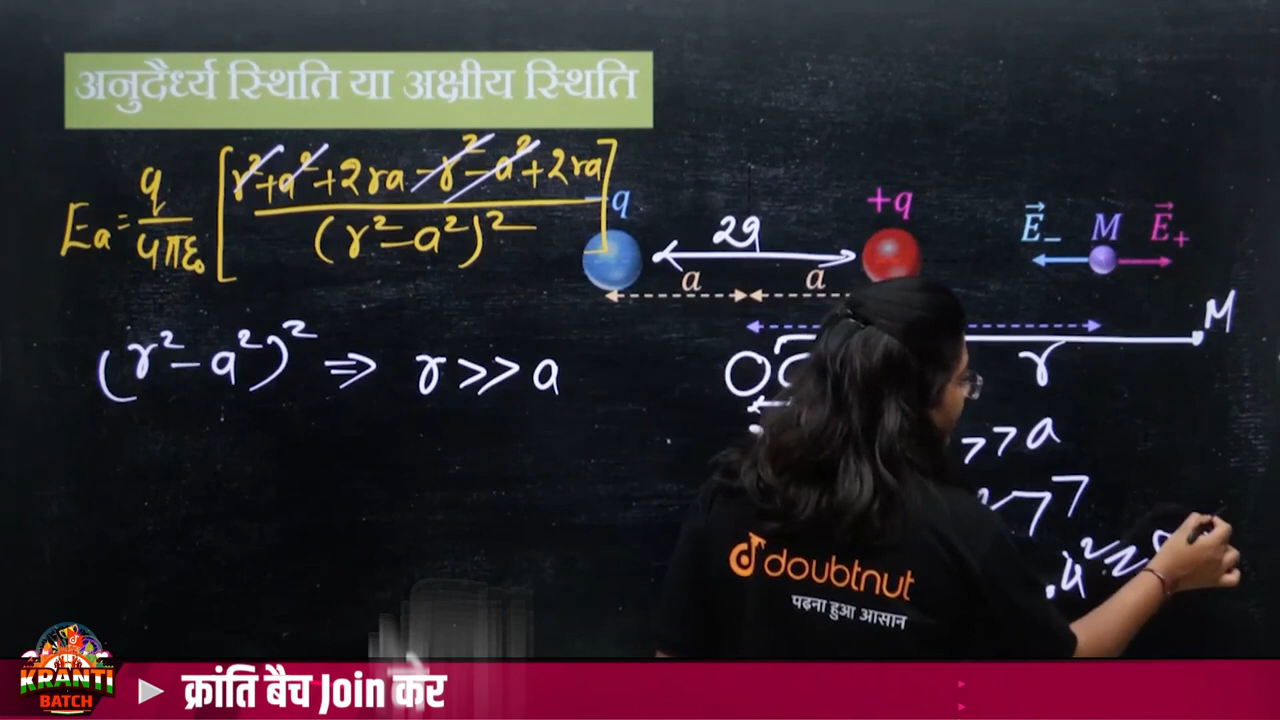 अनुदैर्ध्य स्थिति या अक्षीय स्थिति
Ea = q/4πε₀ [r²+a²+2ra-r²-a²+2ra / (r²-a²)²]
-q
+q
2a
a
a
E₋ M E₊
M
r
(r²-a²)² ⇒ r>>a
>>a
doubtnut
पढ़ना हुआ आसान
KRANTI
BATCH
क्रांति बैच Join करे